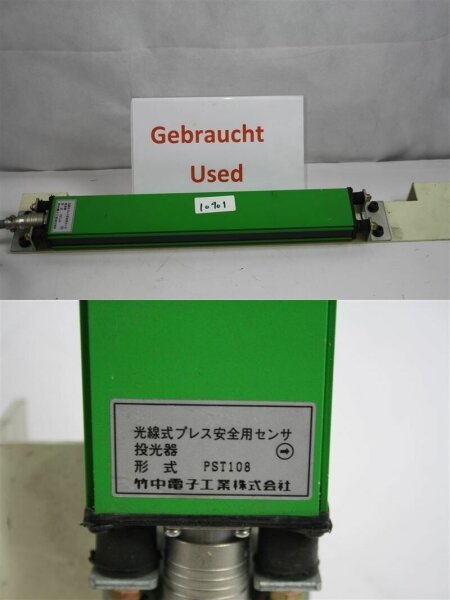 Gebraucht
Used
10901
光線式プレス安全用センサ
投光器
形式 PST108
竹中電子工業株式会社